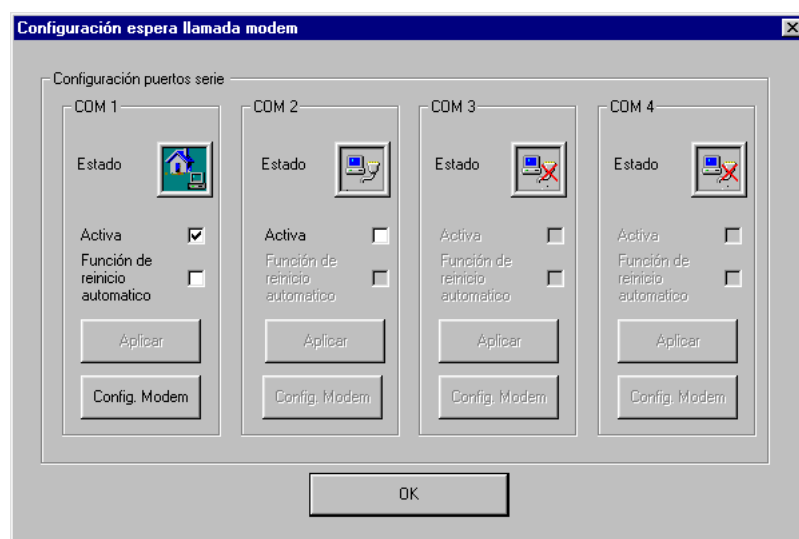 Configuración espera llamada modem
Configuración puertos serie
COM 1
Estado
Activa
Función de
reinicio
automatico
Aplicar
Config. Modem
COM 2
Estado
Activa
Función de
reinicio
automatico
Aplicar
Config. Modem
COM 3
Estado
Activa
Función de
reinicio
automatico
Aplicar
Config. Modem
COM 4
Estado
Activa
Función de
reinicio
automatico
Aplicar
Config. Modem
OK